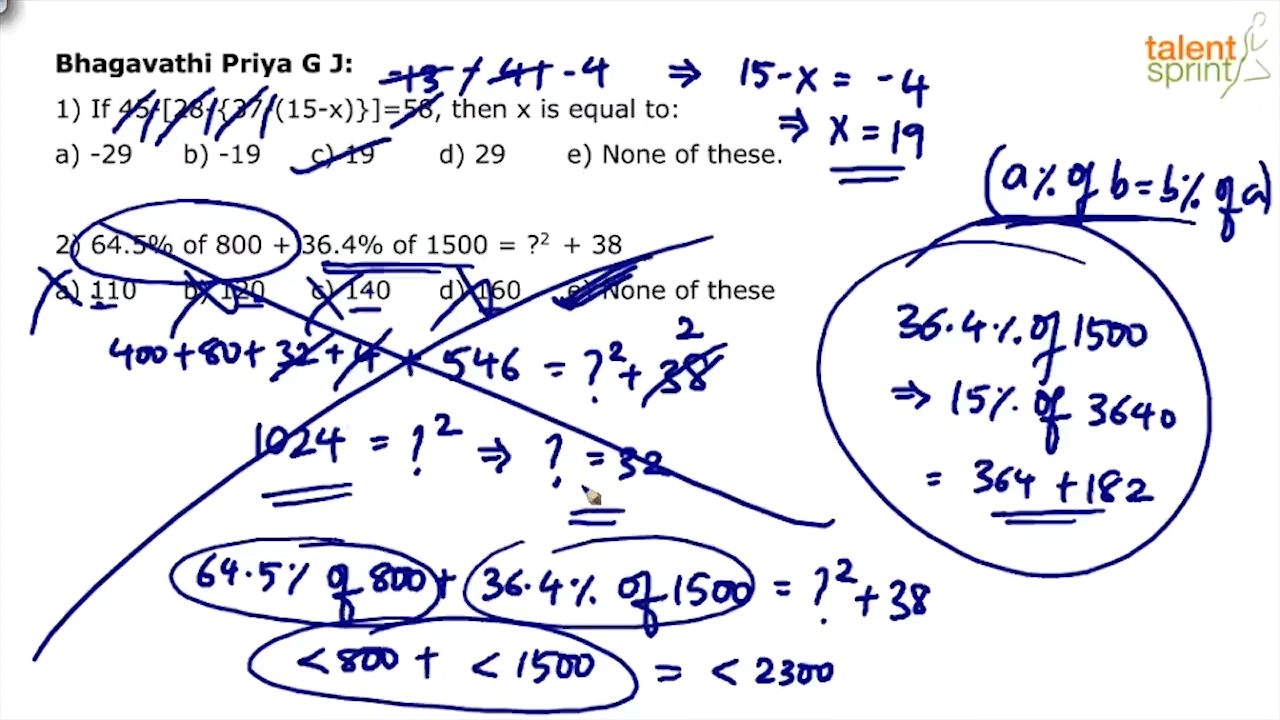 talent
sprint
Bhagavathi Priya G J:
-13 / 41 -4 ⇒ 15-x = -4
1) If 45-[28-{37-(15-x)}]=58, then x is equal to:
⇒ x = 19
a) -29 b) -19 c) 19 d) 29 e) None of these.
(a% of b = b% of a)
2) 64.5% of 800 + 36.4% of 1500 = ?² + 38
a) 110 b) 120 c) 140 d) 160 e) None of these
2
400 + 80 + 32 + 4 + 546 = ?² + 38
1024 = ?² ⇒ ? = 32
36.4% of 1500
⇒ 15% of 3640
= 364 + 182
64.5% of 800 + 36.4% of 1500 = ?² + 38
< 800 + < 1500 = < 2300